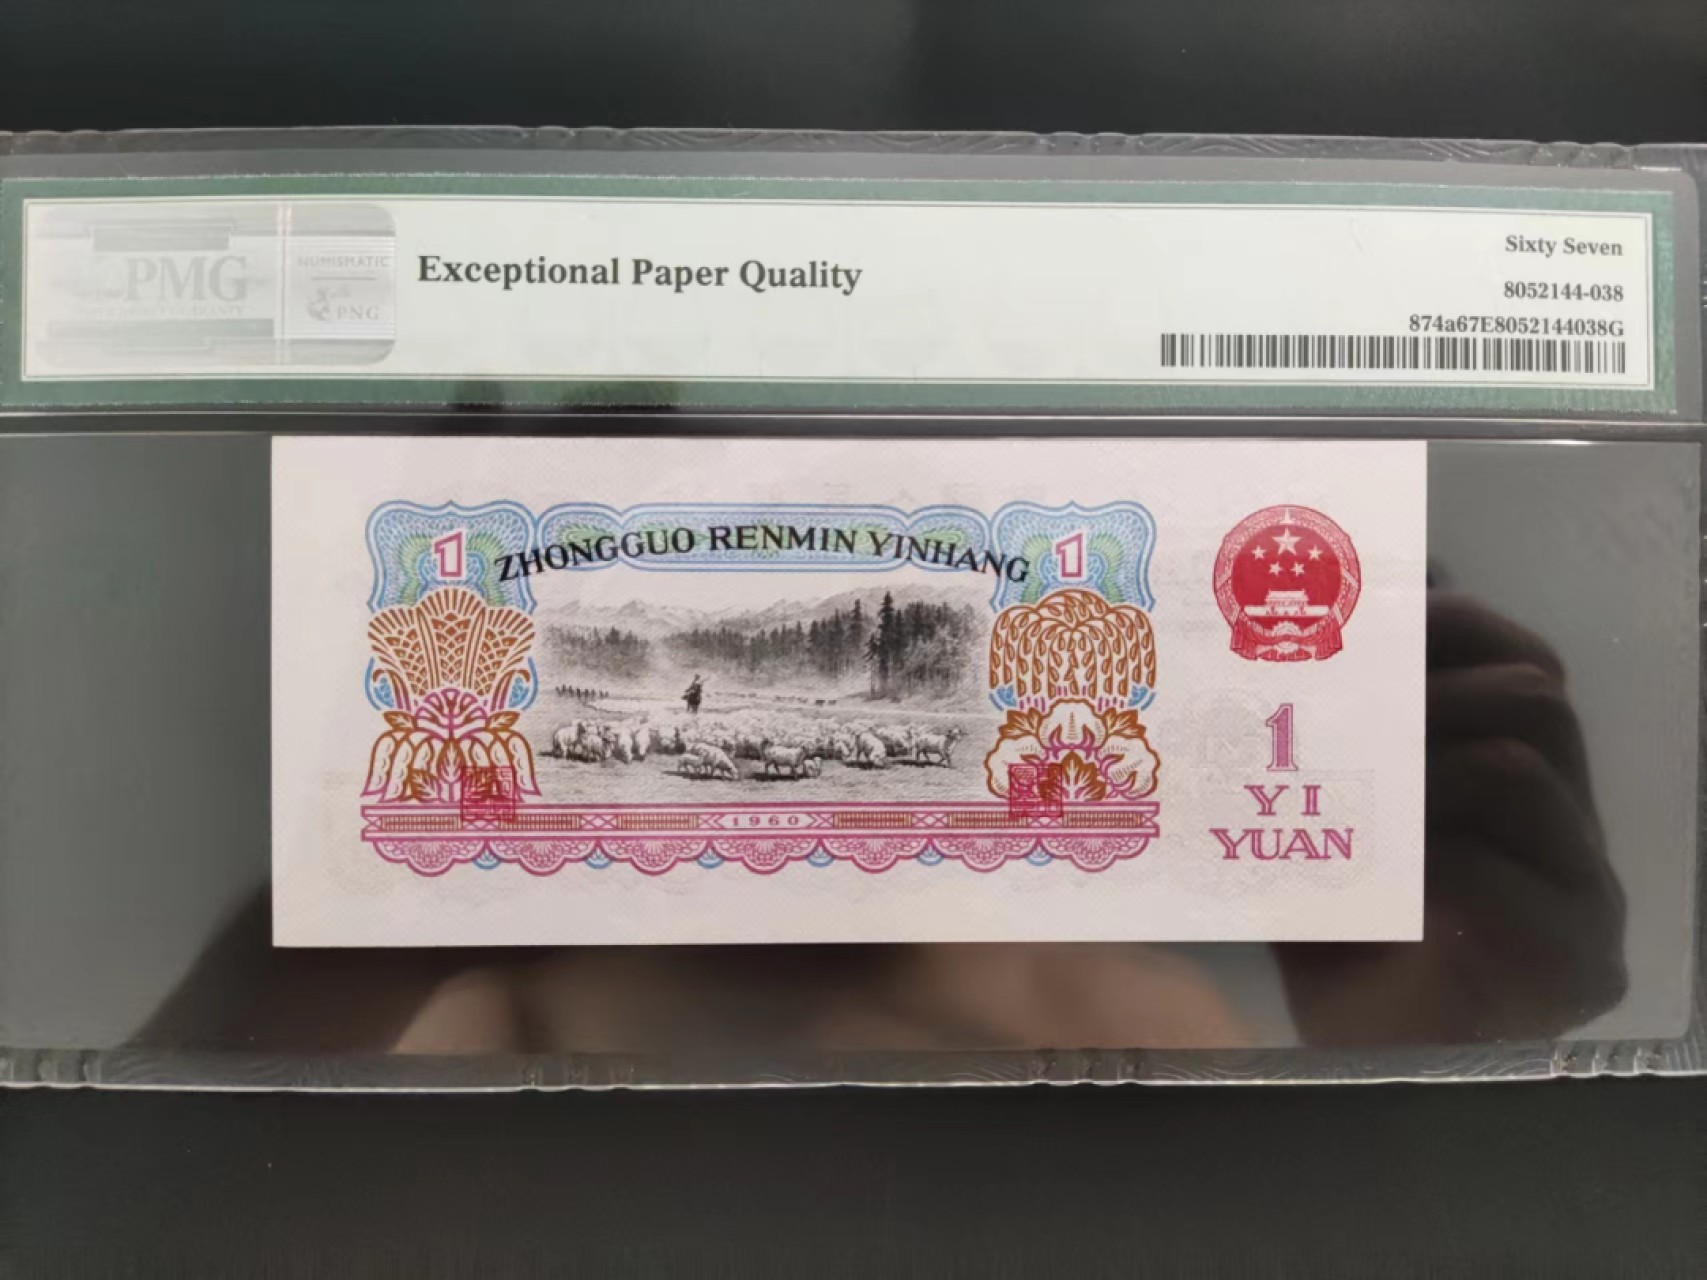 PMG
NUMISMATIC
PNG
Exceptional Paper Quality
Sixty Seven
8052144-038
874a67E8052144038G
1
ZHONGGUO RENMIN YINHANG
1
1960
1
YI
YUAN